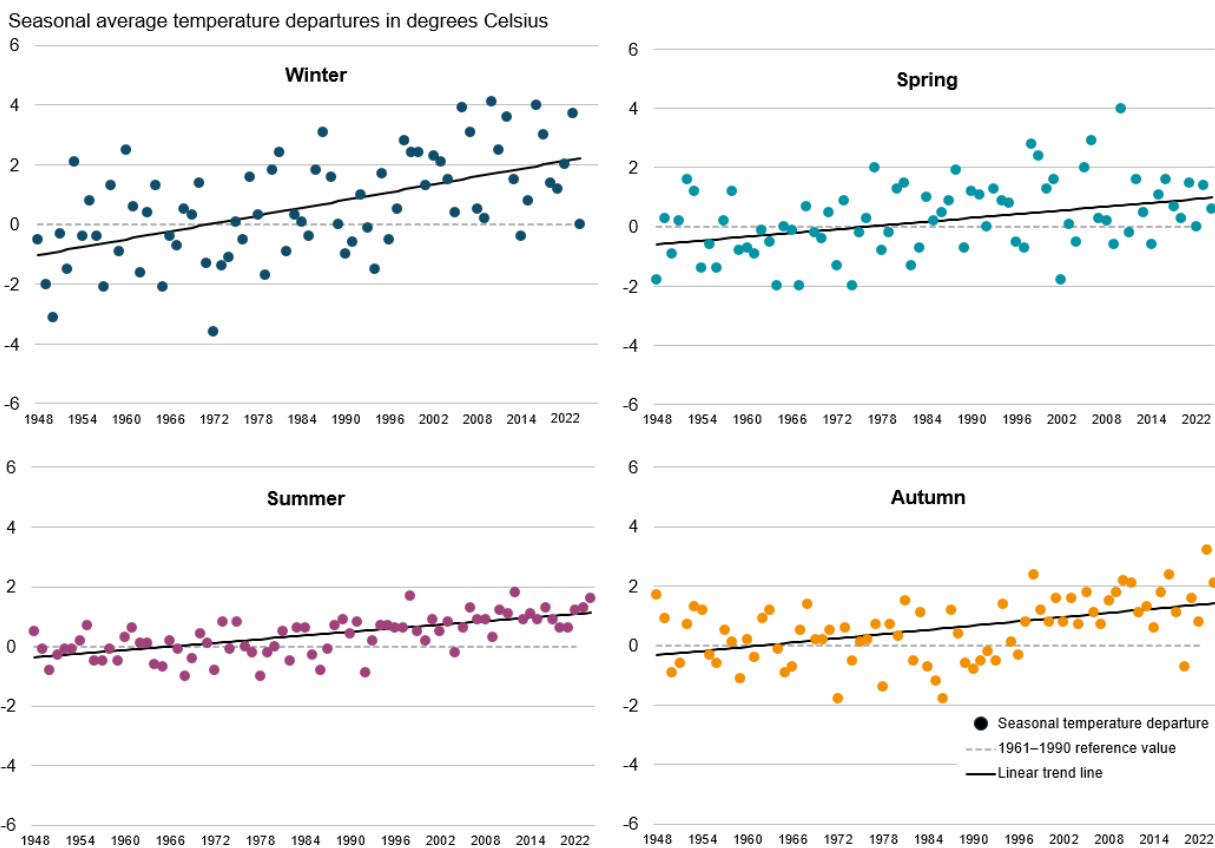 Seasonal average temperature departures in degrees Celsius
Winter
6
4
2
0
-2
-4
-6
1948 1954 1960 1966 1972 1978 1984 1990 1996 2002 2008 2014 2022
Spring
6
4
2
0
-2
-4
-6
1948 1954 1960 1966 1972 1978 1984 1990 1996 2002 2008 2014 2022
Summer
6
4
2
0
-2
-4
-6
1948 1954 1960 1966 1972 1978 1984 1990 1996 2002 2008 2014 2022
Autumn
6
4
2
0
-2
-4
-6
1948 1954 1960 1966 1972 1978 1984 1990 1996 2002 2008 2014 2022
Seasonal temperature departure
1961–1990 reference value
Linear trend line